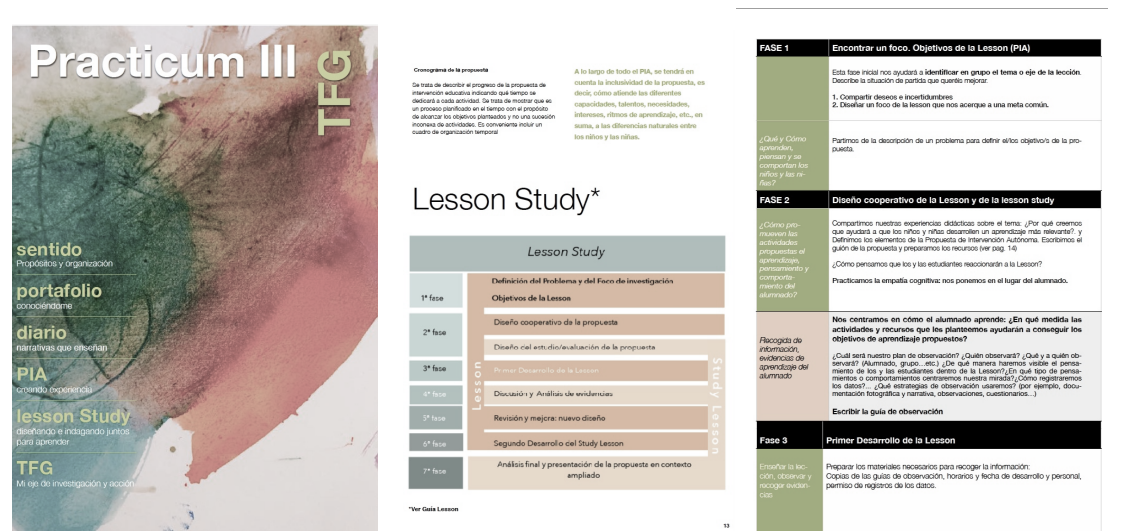 Practicum III
TFG
sentido
Propósitos y organización
portafolio
conociéndome
diario
narrativas que enseñan
PIA
creando experiencia
lesson Study
diseñando e indagando juntos
para aprender
TFG
Mi eje de investigación y acción
Cronograma de la propuesta
Se trata de describir el progreso de la propuesta de
intervención educativa indicando qué tiempo se
dedicará a cada actividad. Se trata de mostrar que es
un proceso planificado en el tiempo con el propósito
de alcanzar los objetivos planteados y no una sucesión
inconexa de actividades. Es conveniente incluir un
cuadro de organización temporal
A lo largo de todo el PIA, se tendrá en
cuenta la inclusividad de la propuesta, es
decir, cómo atiende las diferentes
capacidades, talentos, necesidades,
intereses, ritmos de aprendizaje, etc., en
suma, a las diferencias naturales entre
los niños y las niñas.
Lesson Study*
Lesson Study
1ª fase
Definición del Problema y del Foco de investigación
Objetivos de la Lesson
2ª fase
Diseño cooperativo de la propuesta
Diseño del estudio/evaluación de la propuesta
3ª fase
Primer Desarrollo de la Lesson
4ª fase
Discusión y Análisis de evidencias
5ª fase
Revisión y mejora: nuevo diseño
6ª fase
Segundo Desarrollo del Study Lesson
7ª fase
Análisis final y presentación de la propuesta en contexto
ampliado
Lesson
Study Lesson
*Ver Guía Lesson
13
FASE 1
Encontrar un foco. Objetivos de la Lesson (PIA)
Esta fase inicial nos ayudará a identificar en grupo el tema o eje de la lección.
Describe la situación de partida que queréis mejorar.
1. Compartir deseos e incertidumbres
2. Diseñar un foco de la lesson que nos acerque a una meta común.
¿Qué y Cómo
aprenden,
piensan y se
comportan los
niños y las ni-
ñas?
Partimos de la descripción de un problema para definir el/los objetivo/s de la pro-
puesta.
FASE 2
Diseño cooperativo de la Lesson y de la lesson study
¿Cómo pro-
mueven las
actividades
propuestas el
aprendizaje,
pensamiento y
comporta-
miento del
alumnado?
Compartimos nuestras experiencias didácticas sobre el tema: ¿Por qué creemos
que ayudará a que los niños y niñas desarrollen un aprendizaje más relevante?. y
Definimos los elementos de la Propuesta de Intervención Autónoma. Escribimos el
guión de la propuesta y preparamos los recursos (ver pag. 14)
¿Cómo pensamos que los y las estudiantes reaccionarán a la Lesson?
Practicamos la empatía cognitiva: nos ponemos en el lugar del alumnado.
Recogida de
información,
evidencias de
aprendizaje del
alumnado
Nos centramos en cómo el alumnado aprende: ¿En qué medida las
actividades y recursos que les planteemos ayudarán a conseguir los
objetivos de aprendizaje propuestos?
¿Cuál será nuestro plan de observación? ¿Quién observará? ¿Qué y a quién ob-
servará? (Alumnado, grupo...etc.) ¿De qué manera haremos visible el pensa-
miento de los y las estudiantes dentro de la Lesson?¿En qué tipo de pensa-
mientos o comportamientos centraremos nuestra mirada?¿Cómo registraremos
los datos?... ¿Qué estrategias de observación usaremos? (por ejemplo, docu-
mentación fotográfica y narrativa, observaciones, cuestionarios...)
Escribir la guía de observación
Fase 3
Primer Desarrollo de la Lesson
Enseñar la lec-
ción, observar y
recoger eviden-
cias
Preparar los materiales necesarios para recoger la información:
Copias de las guías de observación, horarios y fecha de desarrollo y personal,
permiso de registros de los datos.